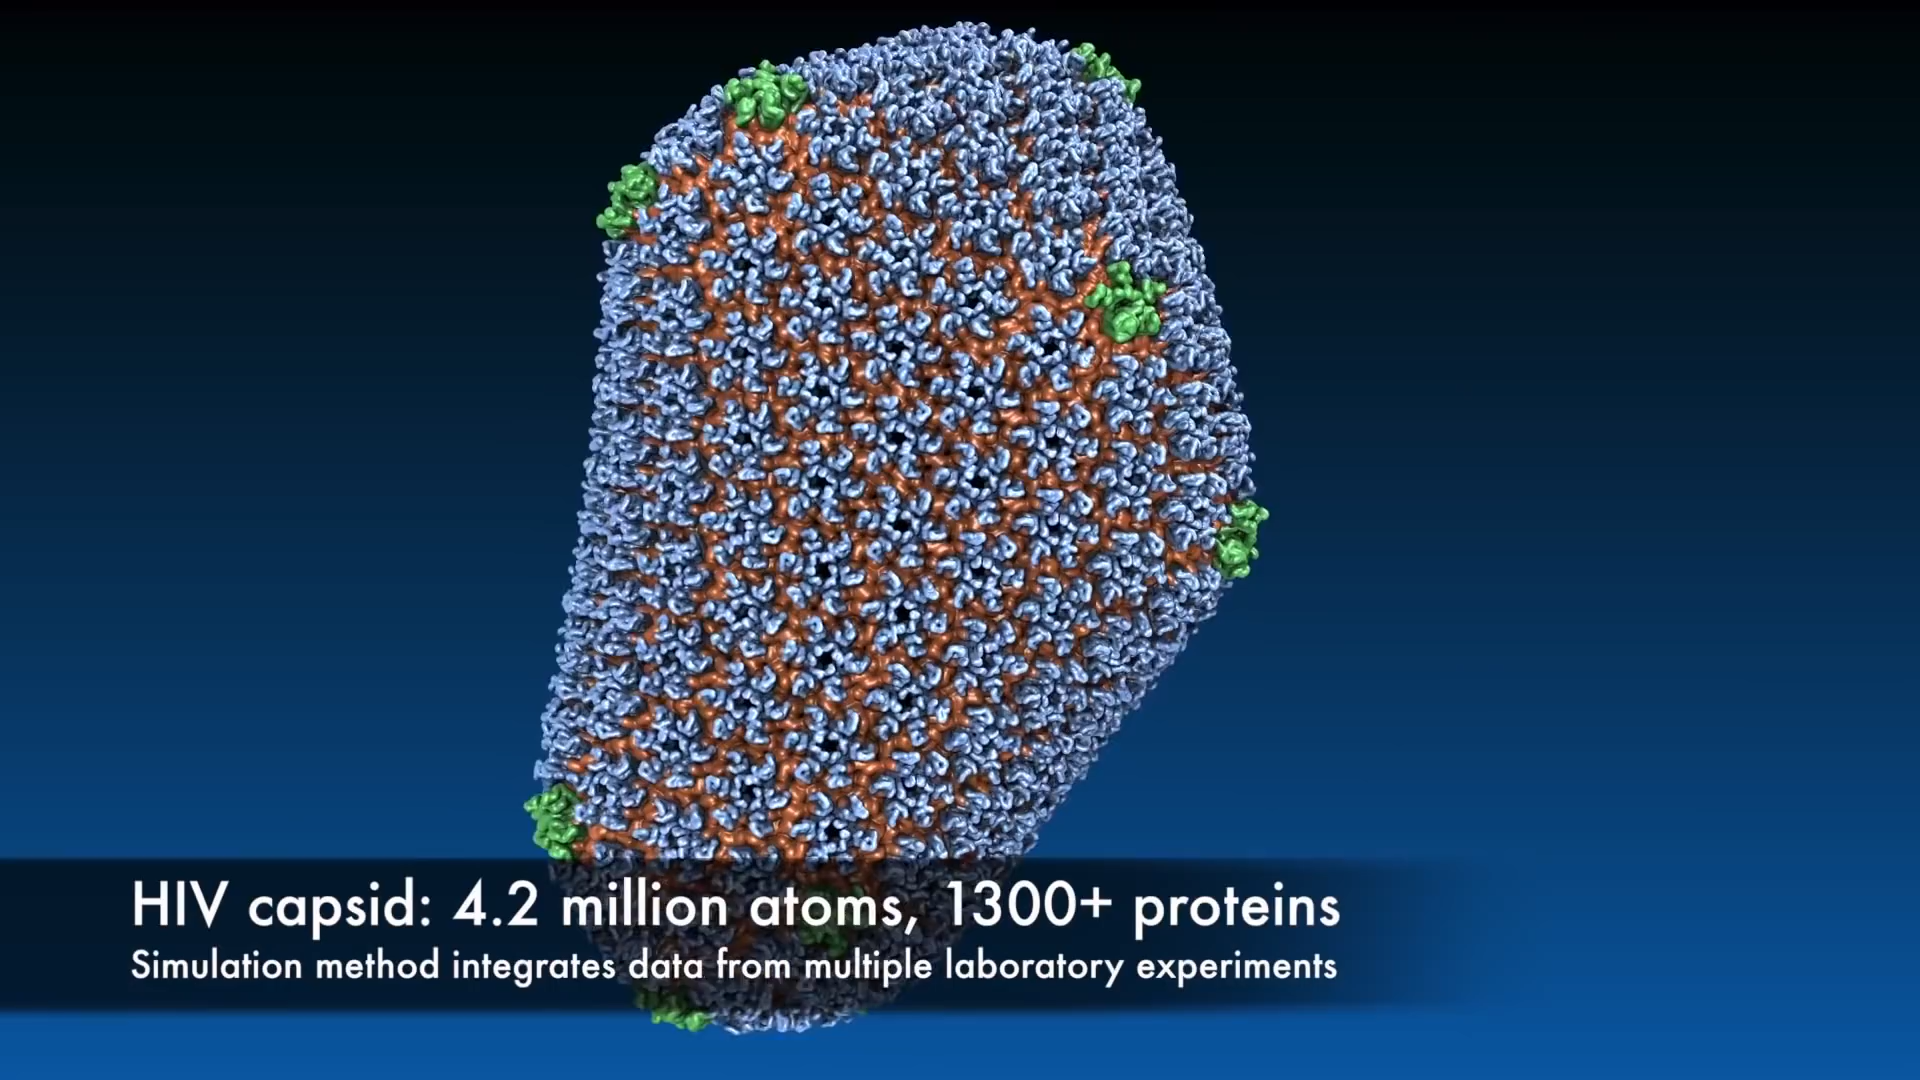 HIV capsid: 4.2 million atoms, 1300+ proteins
Simulation method integrates data from multiple laboratory experiments